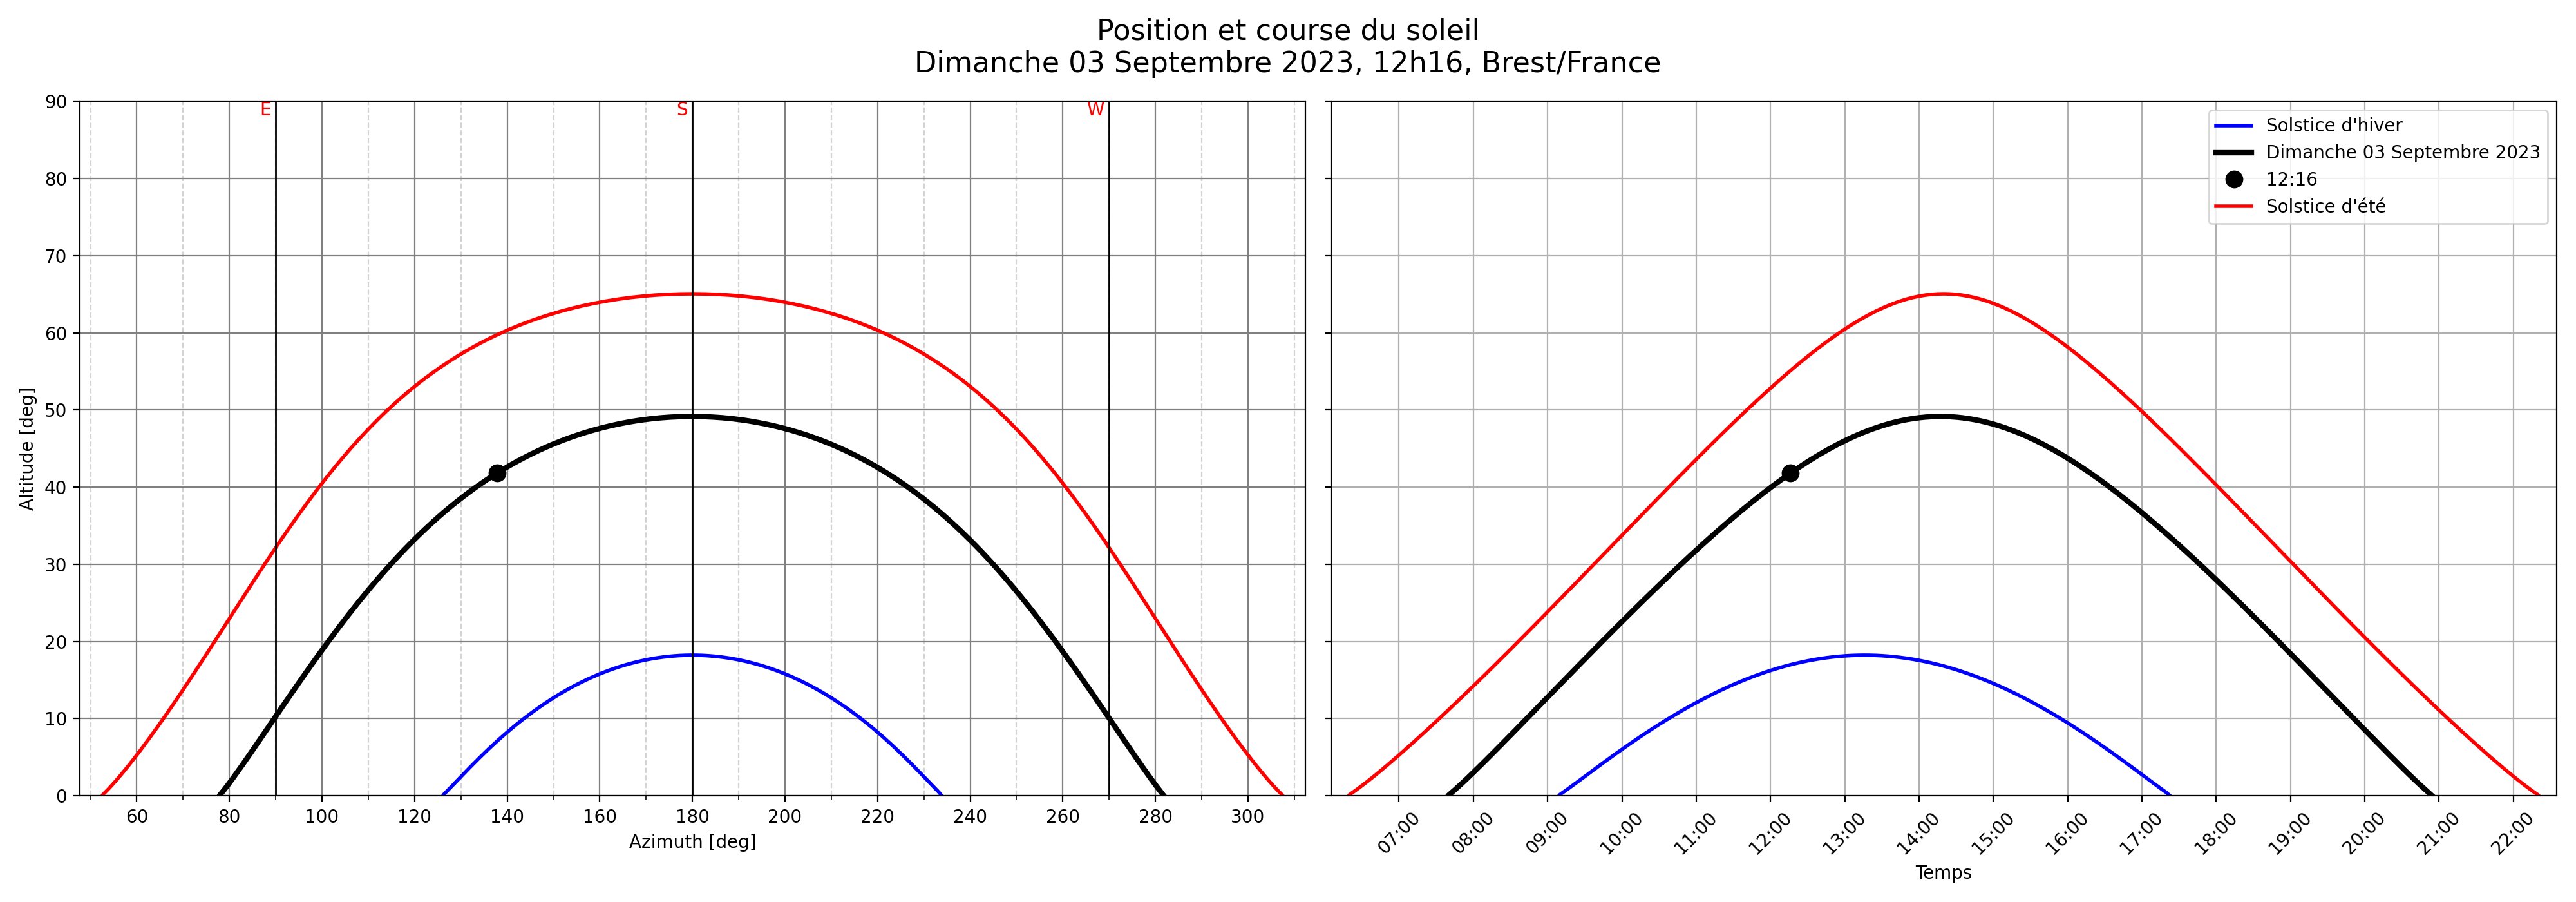 Position et course du soleil
Dimanche 03 Septembre 2023, 12h16, Brest/France
E
S
W
90
80
70
60
50
40
30
20
10
0
Altitude [deg]
60 80 100 120 140 160 180 200 220 240 260 280 300
Azimuth [deg]
Solstice d'hiver
Dimanche 03 Septembre 2023
12:16
Solstice d'été
07:00 08:00 09:00 10:00 11:00 12:00 13:00 14:00 15:00 16:00 17:00 18:00 19:00 20:00 21:00 22:00
Temps